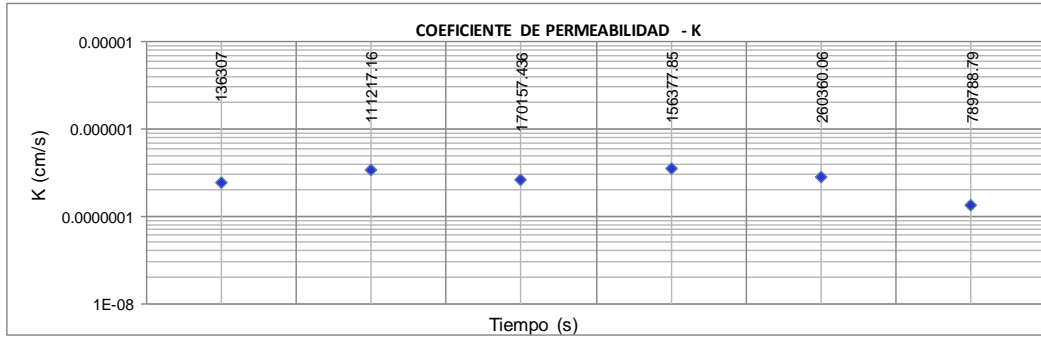 COEFICIENTE DE PERMEABILIDAD - K
0.00001
0.000001
0.0000001
1E-08
K (cm/s)
136307
111217.16
170157.436
156377.85
260360.06
789788.79
Tiempo (s)